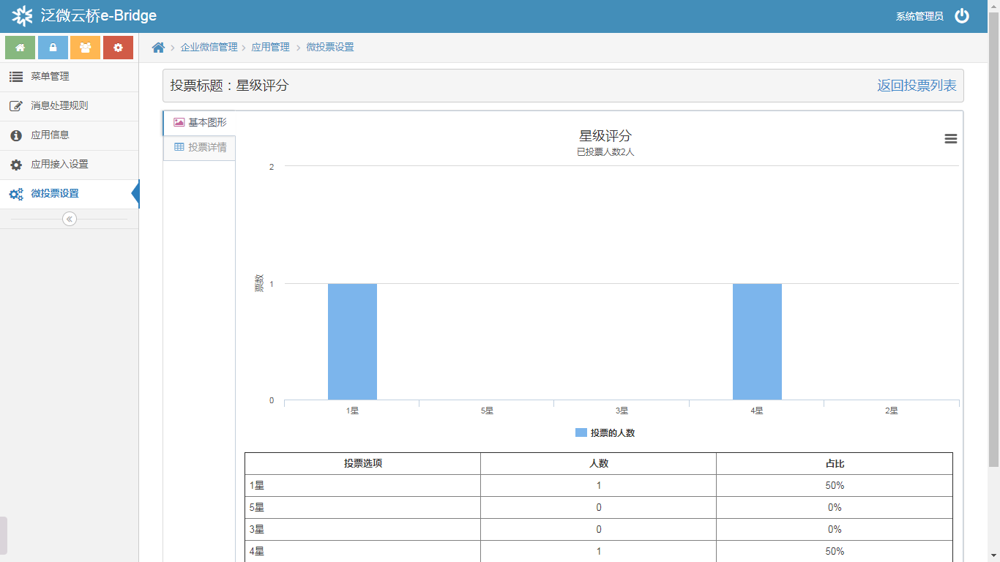 泛微云桥e-Bridge
系统管理员
企业微信管理 应用管理 微投票设置
菜单管理
消息处理规则
应用信息
应用接入设置
微投票设置
投票标题：星级评分
返回投票列表
基本图形
投票详情
星级评分
已投票人数2人
2
1
0
票数
1星 5星 3星 4星 2星
投票的人数
投票选项 人数 占比
1星 1 50%
5星 0 0%
3星 0 0%
4星 1 50%